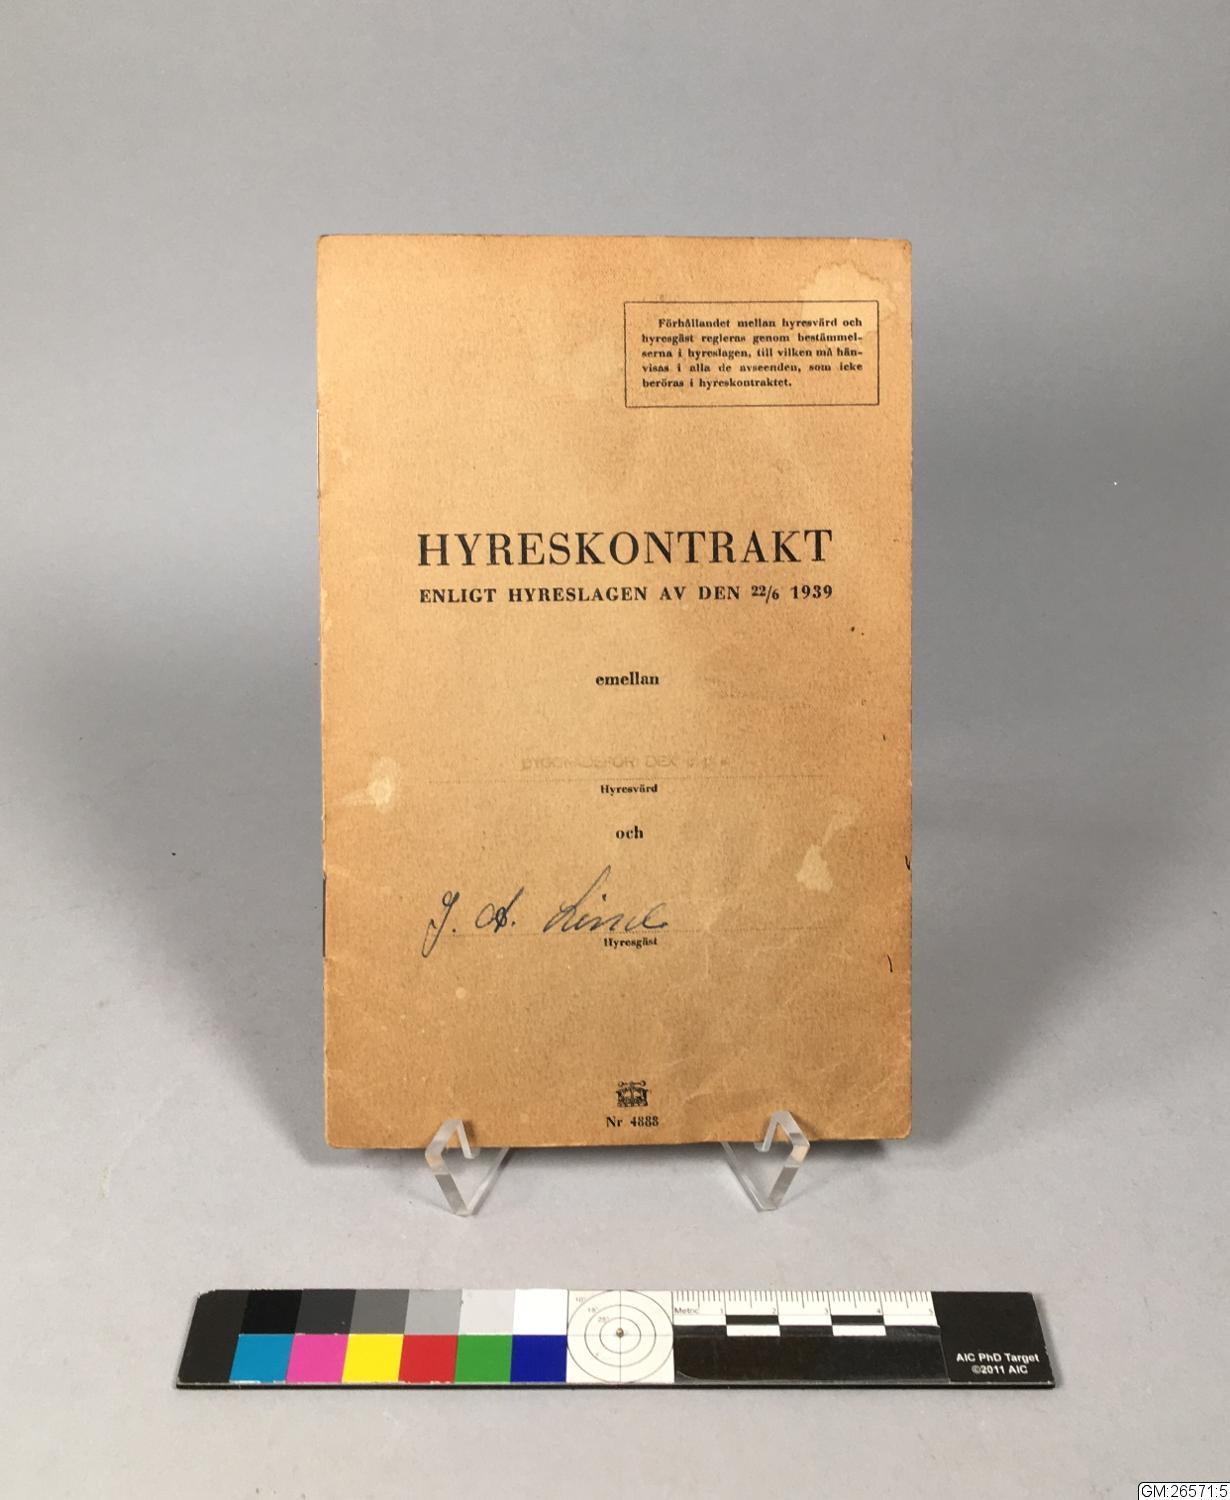 Förhållandet mellan hyresvärd och
hyresgäst regleras genom bestämmel-
serna i hyreslagen, till vilken må hän-
visas i alla de avseenden, som icke
beröras i hyreskontraktet.
HYRESKONTRAKT
ENLIGT HYRESLAGEN AV DEN 22/6 1939
emellan
Hyresvärd
och
J. A. Lind
Hyresgäst
Nr 4888
Metric 1 2 3 4 5
AIC PhD Target
©2011 AIC
GM:26571:5